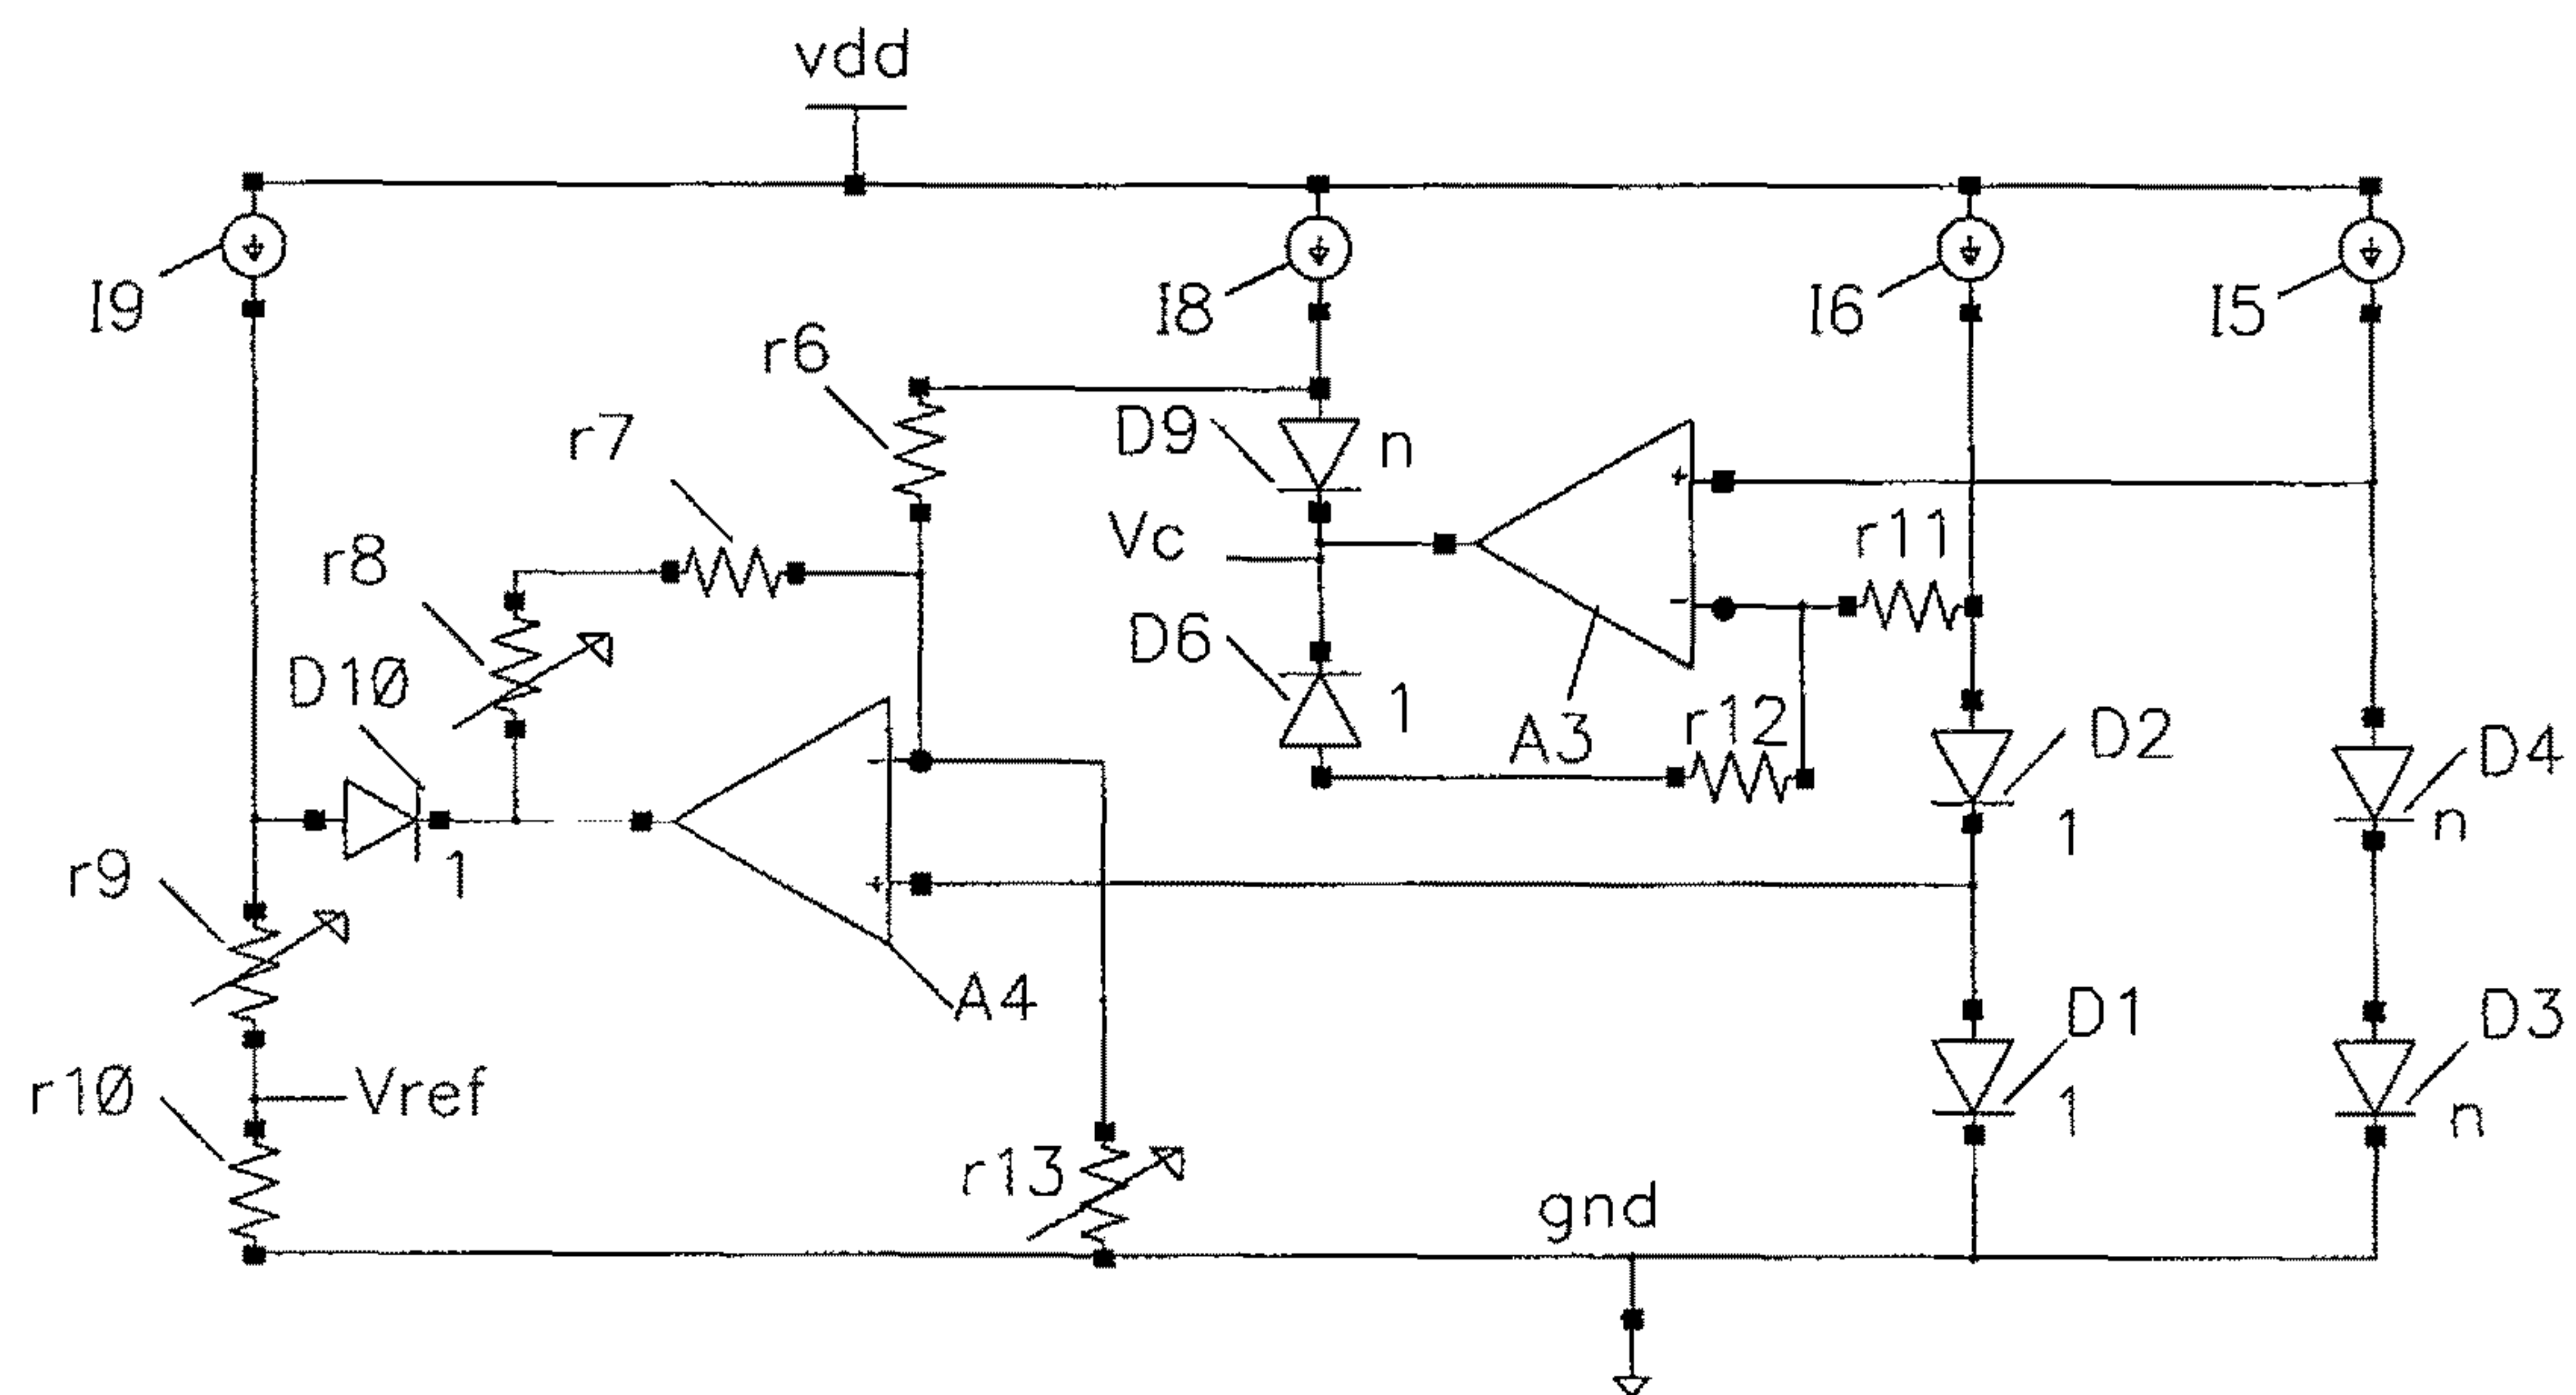 vdd
I9
I8
I6
I5
r6
r7
D9
n
Vc
r11
r8
D10
D6
1
r12
A3
+
-
D2
1
D4
n
-
+
1
r9
A4
D1
1
D3
n
r10
Vref
r13
gnd